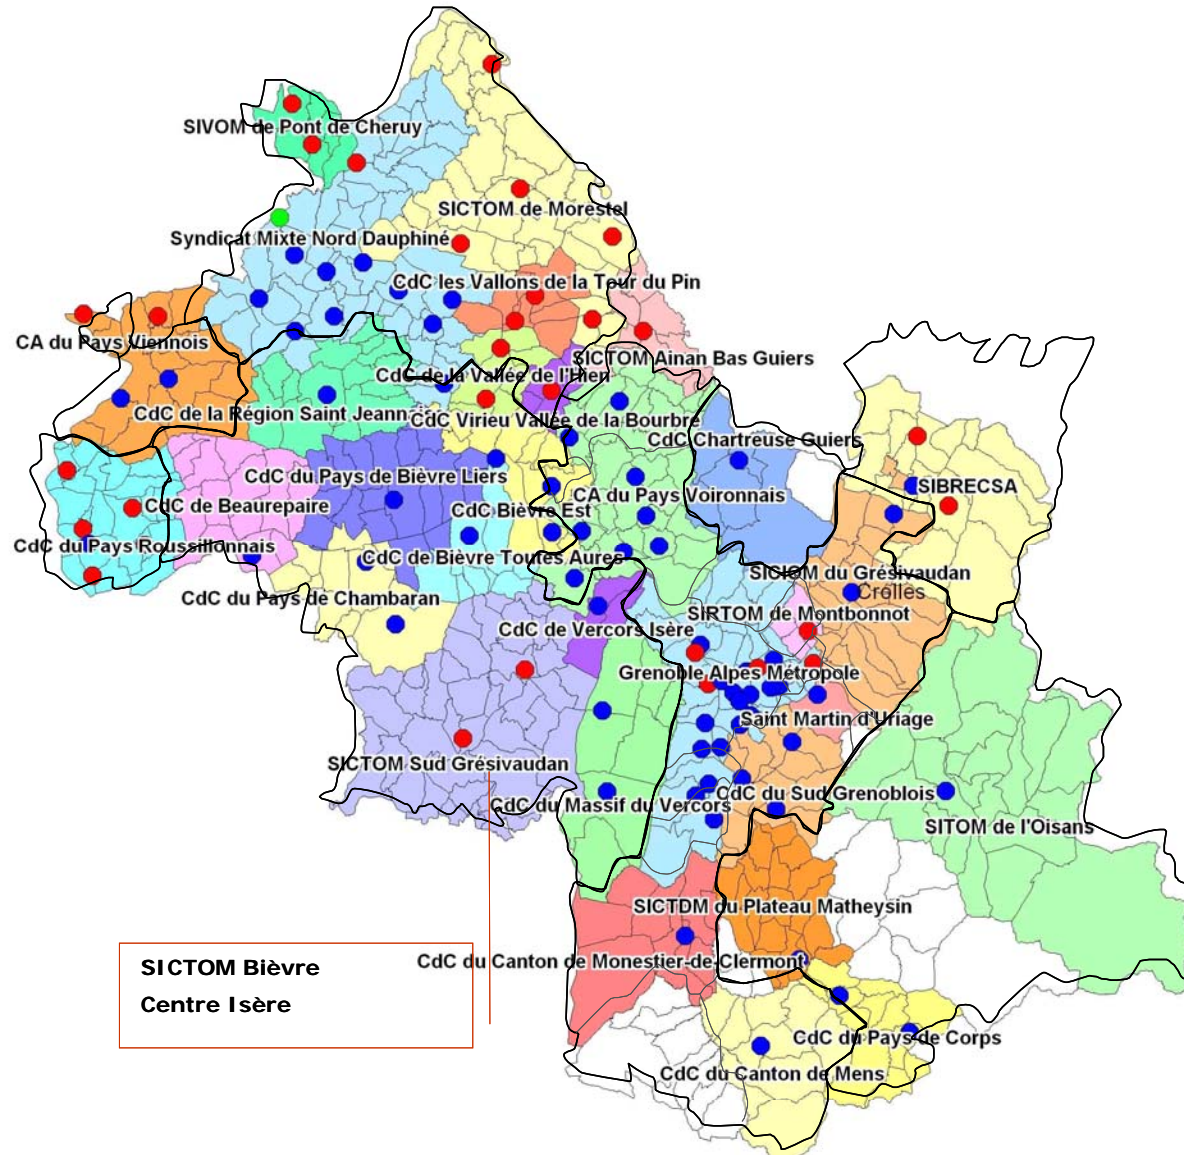 SIVOM de Pont de Cheruy
SICTOM de Morestel
Syndicat Mixte Nord Dauphiné
CdC les Vallons de la Tour du Pin
CA du Pays Viennois
SICTOM Ainan Bas Guiers
CdC de la Vallée de l'Hien
CdC de la Région Saint Jeann
CdC Virieu Vallée de la Bourbre
CdC Chartreuse Guiers
CdC du Pays de Bièvre Liers
SIBRECSA
CA du Pays Voironnais
CdC de Beaurepaire
CdC Bièvre Est
CdC du Pays Roussillonnais
CdC de Bièvre Toutes Aures
SICIOM du Grésivaudan
Crolles
CdC du Pays de Chambaran
SIRTOM de Montbonnot
CdC de Vercors Isère
Grenoble Alpes Métropole
Saint Martin d'Uriage
SICTOM Sud Grésivaudan
CdC du Sud Grenoblois
CdC du Massif du Vercors
SITOM de l'Oisans
SICTDM du Plateau Matheysin
CdC du Canton de Monestier-de-Clermont
SICTOM Bièvre
Centre Isère
CdC du Pays de Corps
CdC du Canton de Mens